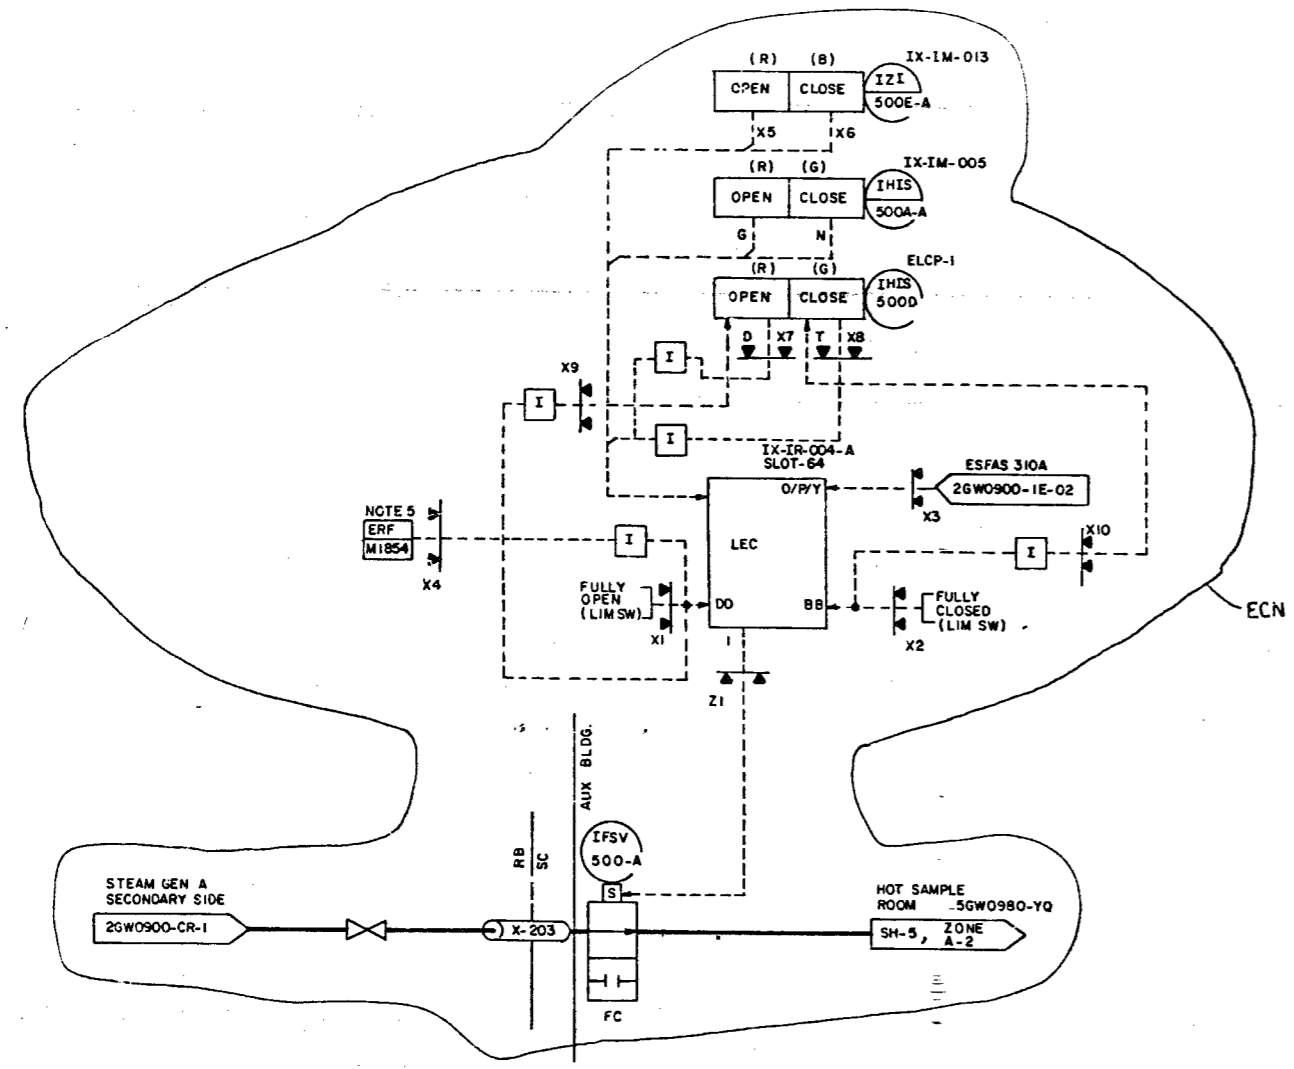 IX-IM-013
(R) (B)
OPEN CLOSE IZI
500E-A
X5 X6
IX-IM-005
(R) (G)
OPEN CLOSE IHIS
500A-A
G N
ELCP-1
(R) (G)
OPEN CLOSE IHIS
500D
D X7 T X8
I
X9
I
I
IX-IR-004-A
SLOT-64
O/P/Y
ESFAS 310A
2GW0900-1E-02
X3
NOTE 5
ERF
M1854
X4
I
LEC
I
X10
FULLY
OPEN
(LIM SW)
X1
DD
BB
FULLY
CLOSED
(LIM SW)
X2
ECN
I
Z1
AUX BLDG.
RB
SC
IFSV
500-A
S
STEAM GEN A
SECONDARY SIDE
2GW0900-CR-1
X-203
HOT SAMPLE
ROOM 5GW0980-YQ
SH-5, ZONE
A-2
FC